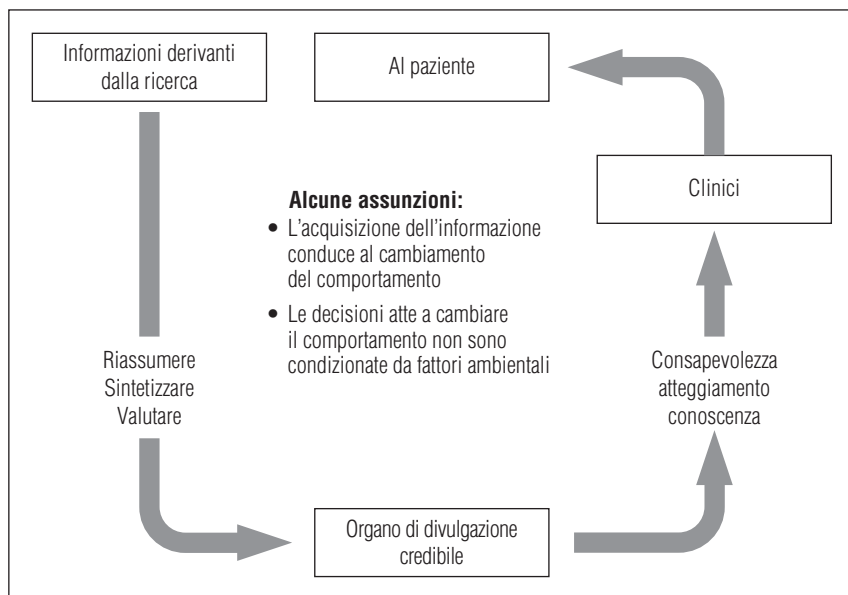 Informazioni derivanti
dalla ricerca
Al paziente
Clinici
Alcune assunzioni:
• L'acquisizione dell'informazione
conduce al cambiamento
del comportamento
• Le decisioni atte a cambiare
il comportamento non sono
condizionate da fattori ambientali
Riassumere
Sintetizzare
Valutare
Consapevolezza
atteggiamento
conoscenza
Organo di divulgazione
credibile